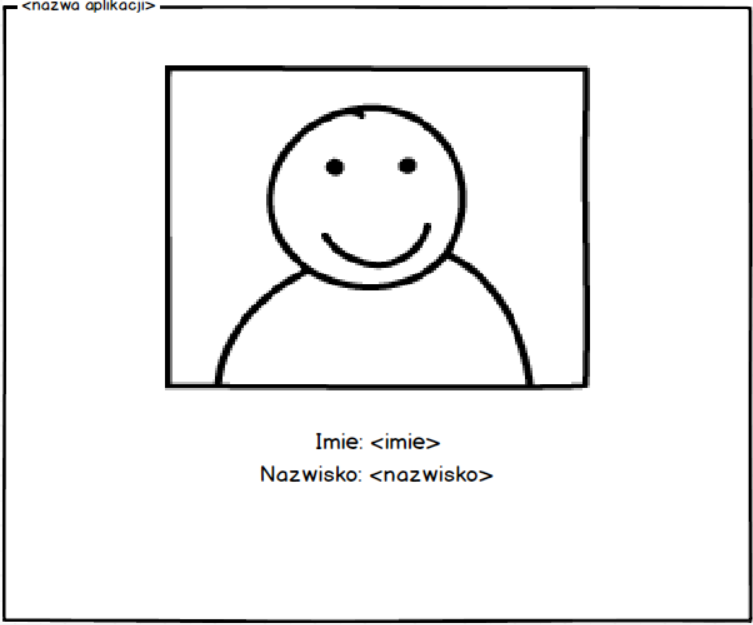 <nazwa aplikacji>
Imie: <imie>
Nazwisko: <nazwisko>